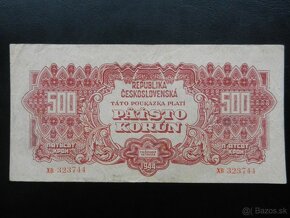 REPUBLIKA
ČESKOSLOVENSKÁ
TÁTO POUKÁZKA PLATÍ
500
PÄŤSTO
KORÚN
500
1944
XB 323744
XB 323744
bazos.sk